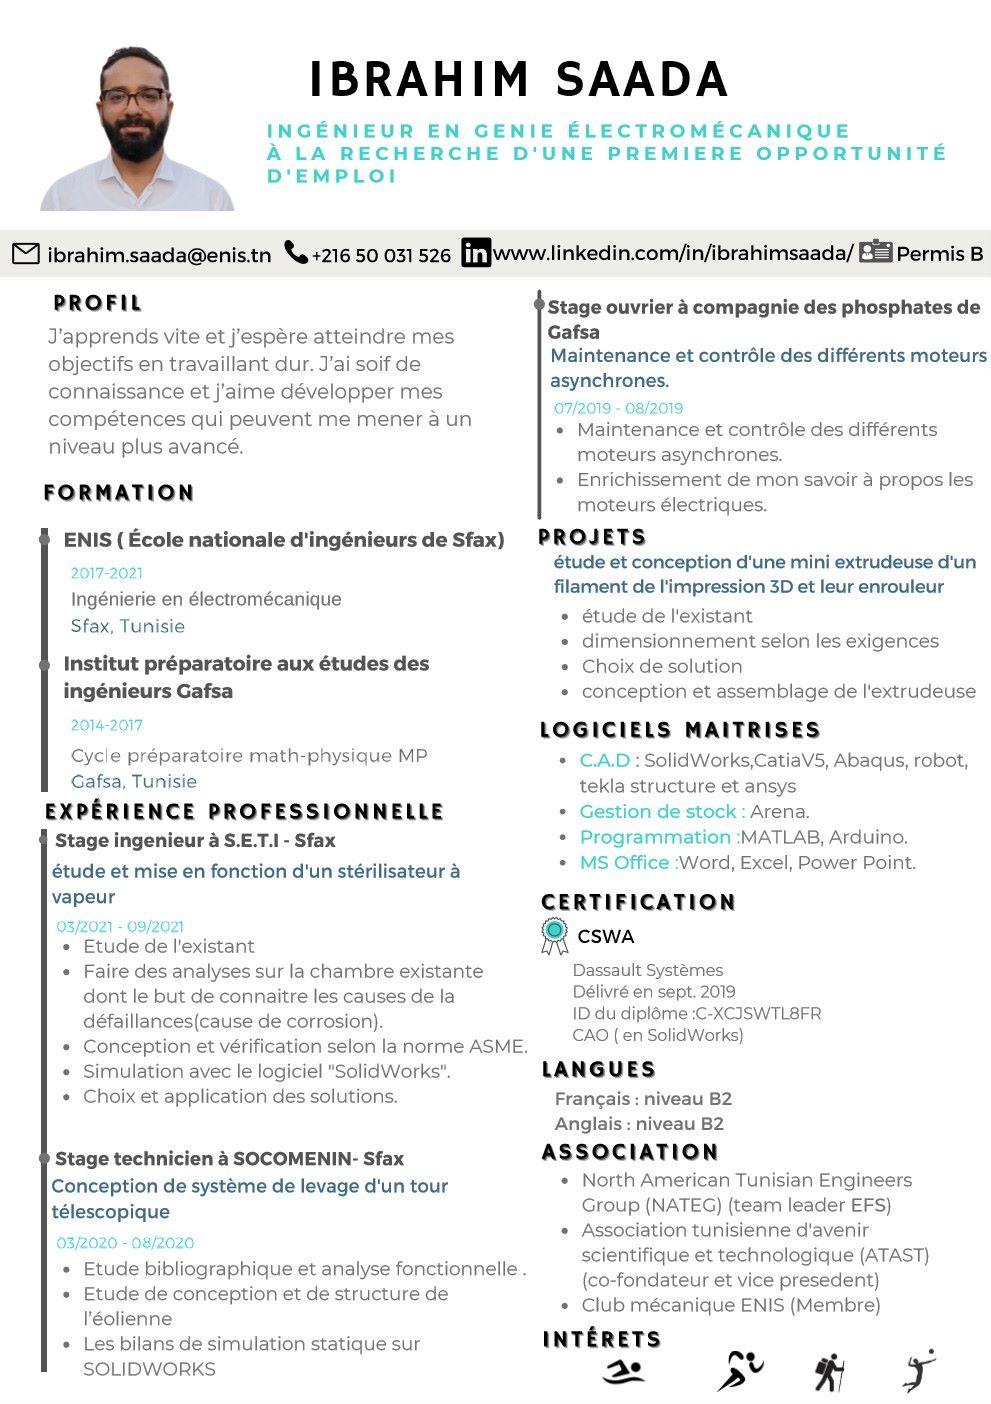 IBRAHIM SAADA
INGÉNIEUR EN GENIE ÉLECTROMÉCANIQUE
À LA RECHERCHE D'UNE PREMIERE OPPORTUNITÉ
D'EMPLOI
ibrahim.saada@enis.tn +216 50 031 526 in www.linkedin.com/in/ibrahimsaada/ Permis B
PROFIL
J'apprends vite et j'espère atteindre mes
objectifs en travaillant dur. J'ai soif de
connaissance et j'aime développer mes
compétences qui peuvent me mener à un
niveau plus avancé.
FORMATION
ENIS ( École nationale d'ingénieurs de Sfax)
2017-2021
Ingénierie en électromécanique
Sfax, Tunisie
Institut préparatoire aux études des
ingénieurs Gafsa
2014-2017
Cycle préparatoire math-physique MP
Gafsa, Tunisie
EXPÉRIENCE PROFESSIONNELLE
Stage ingenieur à S.E.T.I - Sfax
étude et mise en fonction d'un stérilisateur à
vapeur
03/2021 - 09/2021
• Etude de l'existant
• Faire des analyses sur la chambre existante
dont le but de connaitre les causes de la
défaillances(cause de corrosion).
• Conception et vérification selon la norme ASME.
• Simulation avec le logiciel "SolidWorks".
• Choix et application des solutions.
Stage technicien à SOCOMENIN- Sfax
Conception de système de levage d'un tour
télescopique
03/2020 - 08/2020
• Etude bibliographique et analyse fonctionnelle .
• Etude de conception et de structure de
l'éolienne
• Les bilans de simulation statique sur
SOLIDWORKS
Stage ouvrier à compagnie des phosphates de
Gafsa
Maintenance et contrôle des différents moteurs
asynchrones.
07/2019 - 08/2019
• Maintenance et contrôle des différents
moteurs asynchrones.
• Enrichissement de mon savoir à propos les
moteurs électriques.
PROJETS
étude et conception d'une mini extrudeuse d'un
filament de l'impression 3D et leur enrouleur
• étude de l'existant
• dimensionnement selon les exigences
• Choix de solution
• conception et assemblage de l'extrudeuse
LOGICIELS MAITRISES
• C.A.D : SolidWorks,CatiaV5, Abaqus, robot,
tekla structure et ansys
• Gestion de stock : Arena.
• Programmation :MATLAB, Arduino.
• MS Office :Word, Excel, Power Point.
CERTIFICATION
CSWA
Dassault Systèmes
Délivré en sept. 2019
ID du diplôme :C-XCJSWTL8FR
CAO ( en SolidWorks)
LANGUES
Français : niveau B2
Anglais : niveau B2
ASSOCIATION
• North American Tunisian Engineers
Group (NATEG) (team leader EFS)
• Association tunisienne d'avenir
scientifique et technologique (ATAST)
(co-fondateur et vice presedent)
• Club mécanique ENIS (Membre)
INTÉRETS